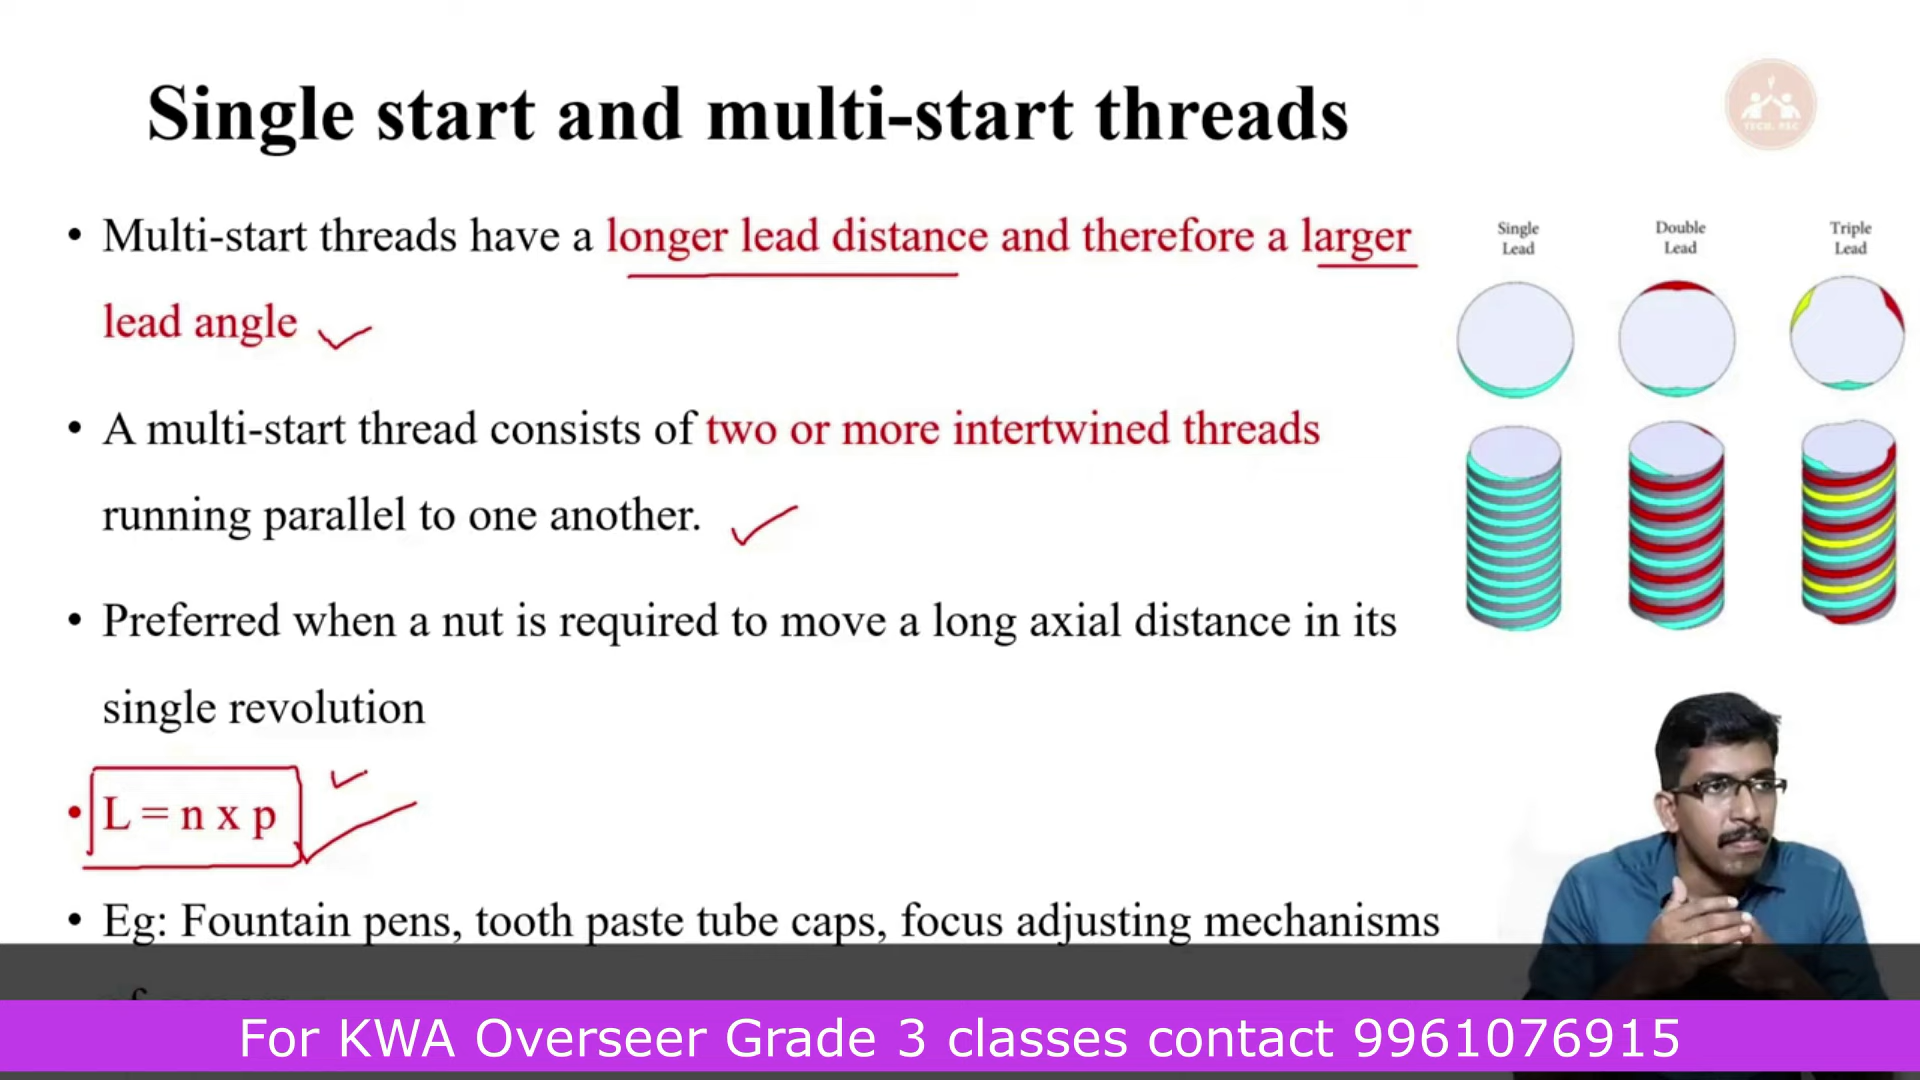 Single start and multi-start threads
TECH. PSC
• Multi-start threads have a longer lead distance and therefore a larger
lead angle
• A multi-start thread consists of two or more intertwined threads
running parallel to one another.
• Preferred when a nut is required to move a long axial distance in its
single revolution
• L = n x p
• Eg: Fountain pens, tooth paste tube caps, focus adjusting mechanisms
Single
Lead
Double
Lead
Triple
Lead
For KWA Overseer Grade 3 classes contact 9961076915